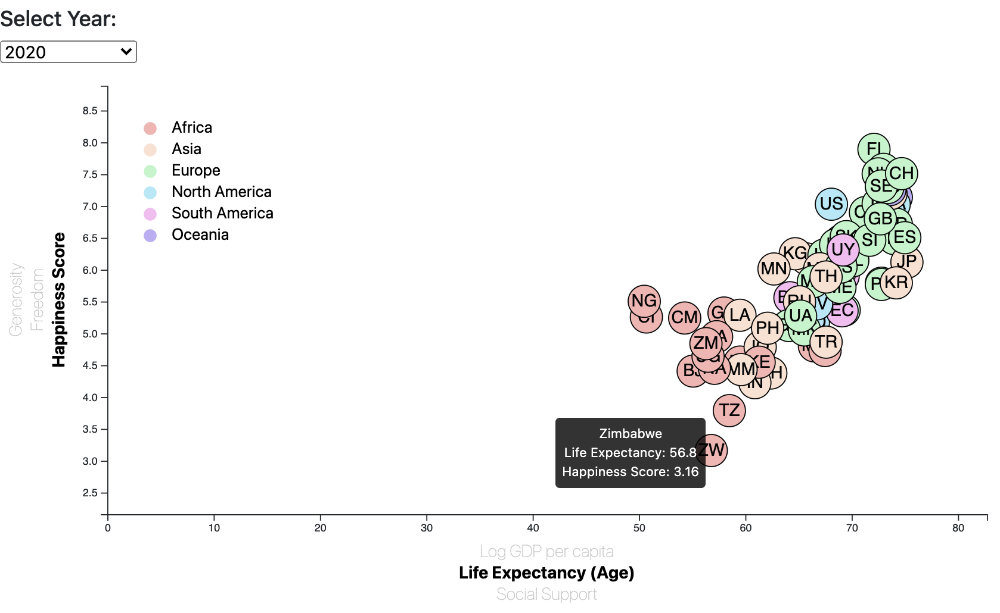 Select Year:
2020
8.5
8.0
7.5
7.0
6.5
6.0
5.5
5.0
4.5
4.0
3.5
3.0
2.5
Africa
Asia
Europe
North America
South America
Oceania
Generosity
Freedom
Happiness Score
FI
CH
SE
US
GB
SI
ES
UY
KG
MN
JP
TH
KR
NG
CM
LA
UA
EC
PH
ZM
TR
KE
MM
IN
TZ
ZW
Zimbabwe
Life Expectancy: 56.8
Happiness Score: 3.16
0
10
20
30
40
50
60
70
80
Log GDP per capita
Life Expectancy (Age)
Social Support